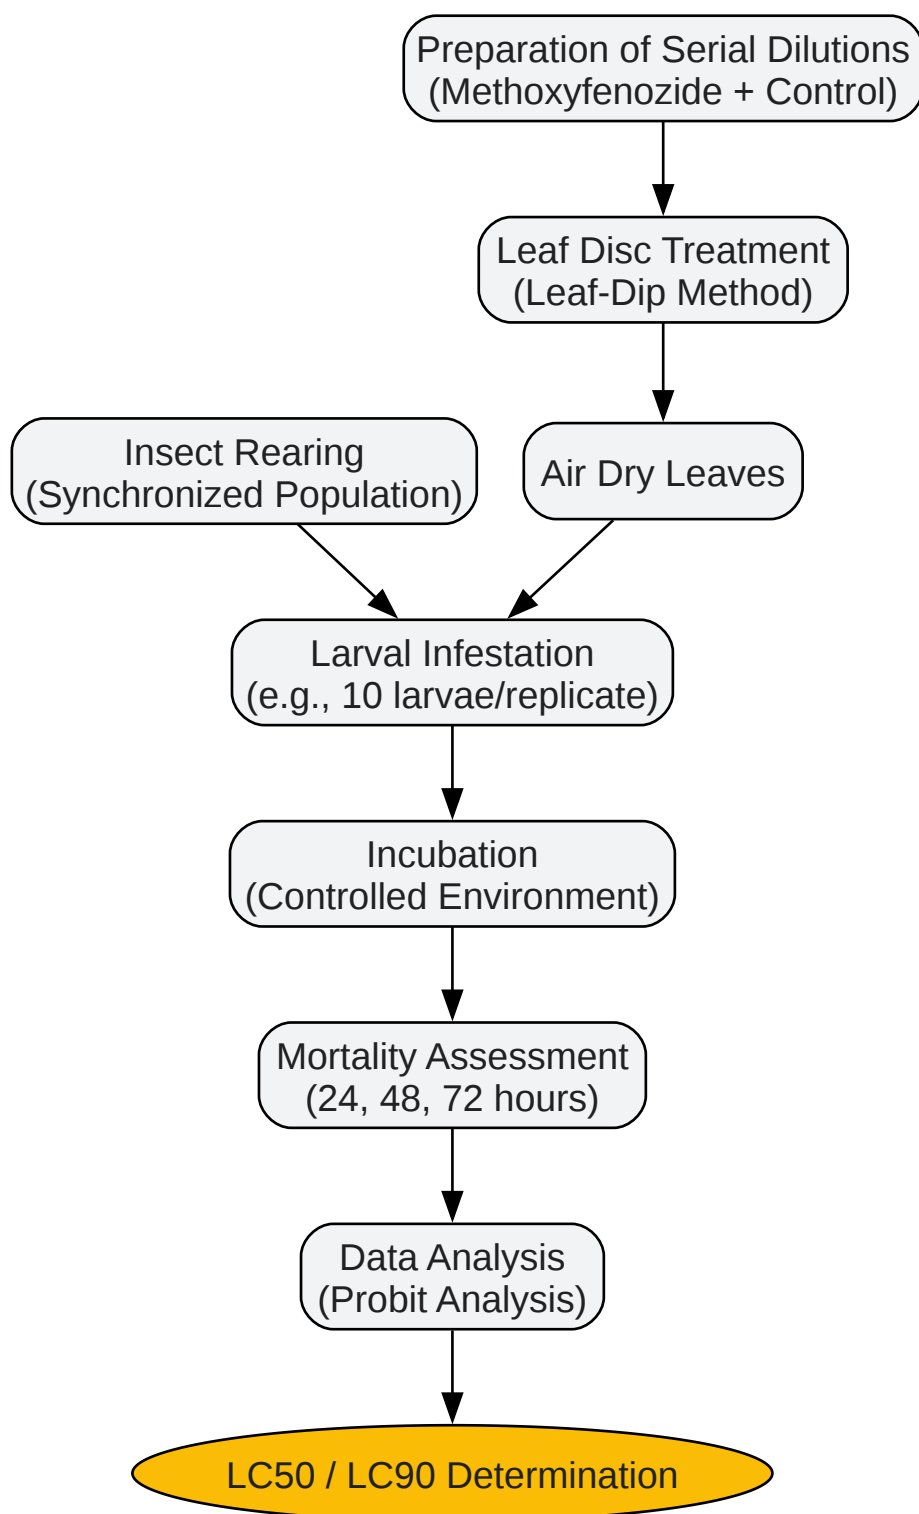 Preparation of Serial Dilutions
(Methoxyfenozide + Control)
Leaf Disc Treatment
(Leaf-Dip Method)
Insect Rearing
(Synchronized Population)
Air Dry Leaves
Larval Infestation
(e.g., 10 larvae/replicate)
Incubation
(Controlled Environment)
Mortality Assessment
(24, 48, 72 hours)
Data Analysis
(Probit Analysis)
LC50 / LC90 Determination